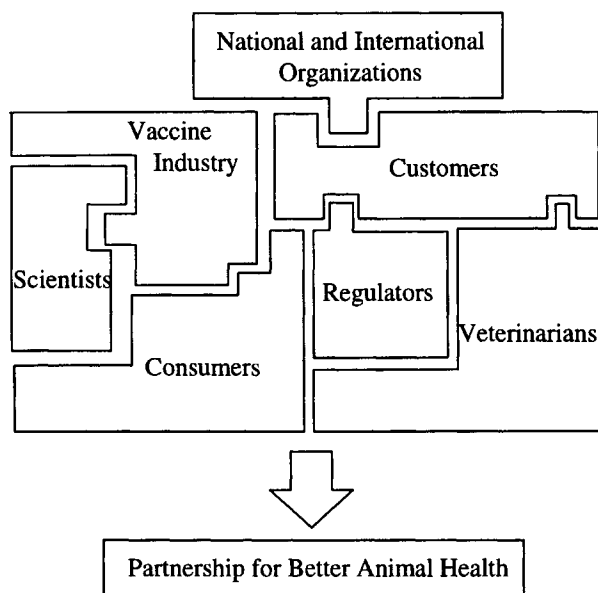 National and International
Organizations
Vaccine
Industry
Customers
Scientists
Regulators
Veterinarians
Consumers
Partnership for Better Animal Health